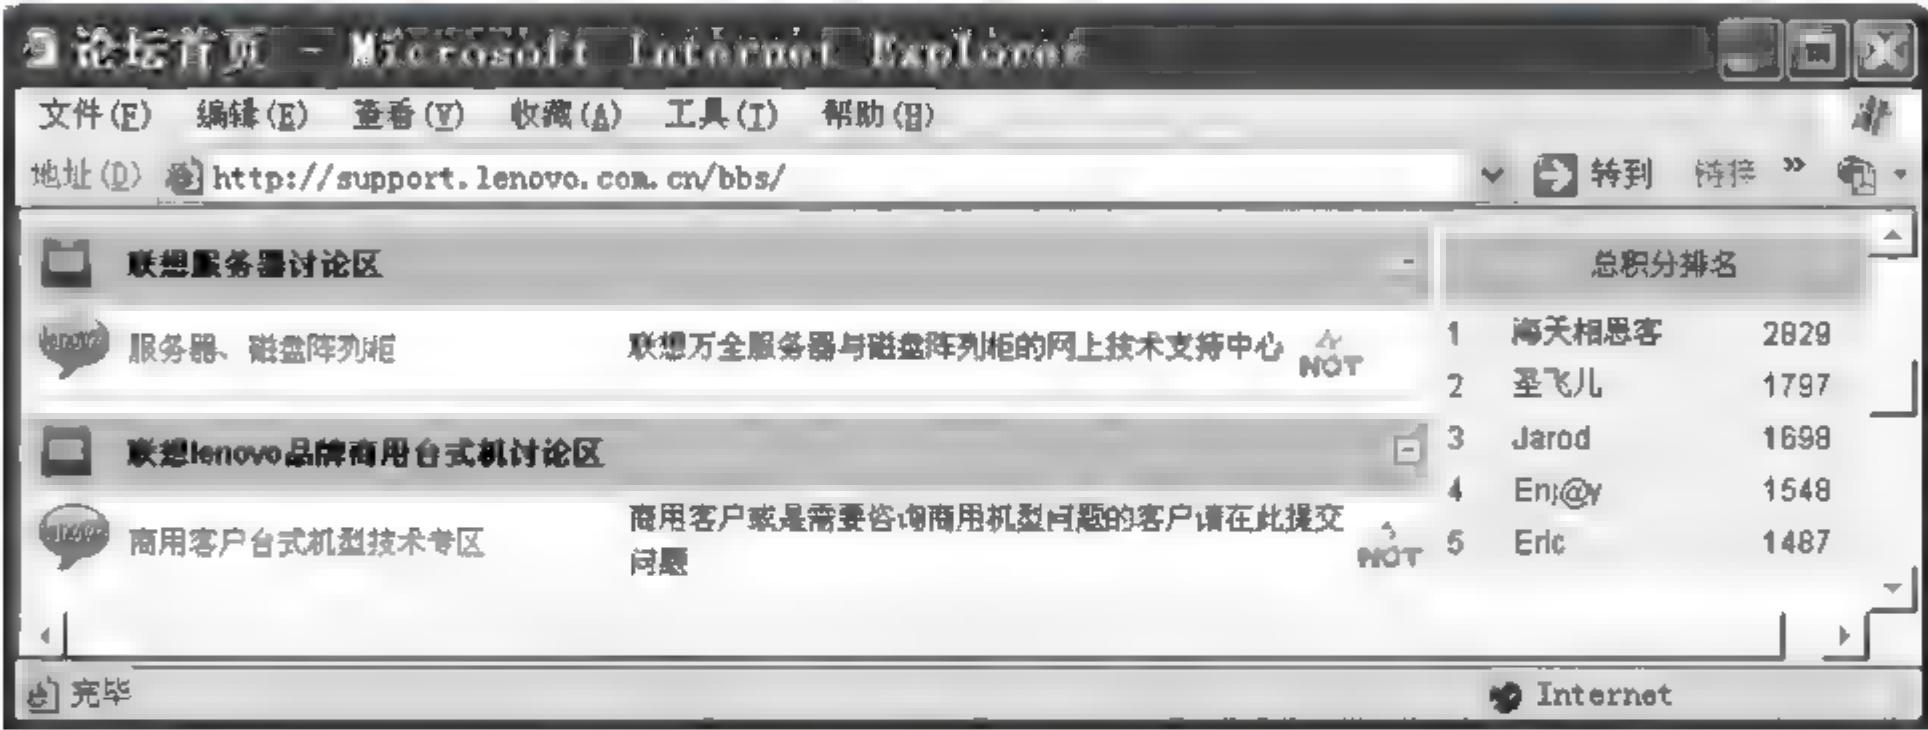 论坛首页 - Microsoft Internet Explorer
文件(F) 编辑(E) 查看(V) 收藏(A) 工具(T) 帮助(H)
地址(D) http://support.lenovo.com.cn/bbs/ 转到 链接 »
联想服务器讨论区
服务器、磁盘阵列柜 联想万全服务器与磁盘阵列柜的网上技术支持中心
联想lenovo品牌商用台式机讨论区
商用客户台式机型技术专区 商用客户或是需要咨询商用机型问题的客户请在此提交
问题
总积分排名
1 海天相思客 2829
2 圣飞儿 1797
3 Jarod 1698
4 Enj@y 1548
5 Eric 1487
完毕 Internet